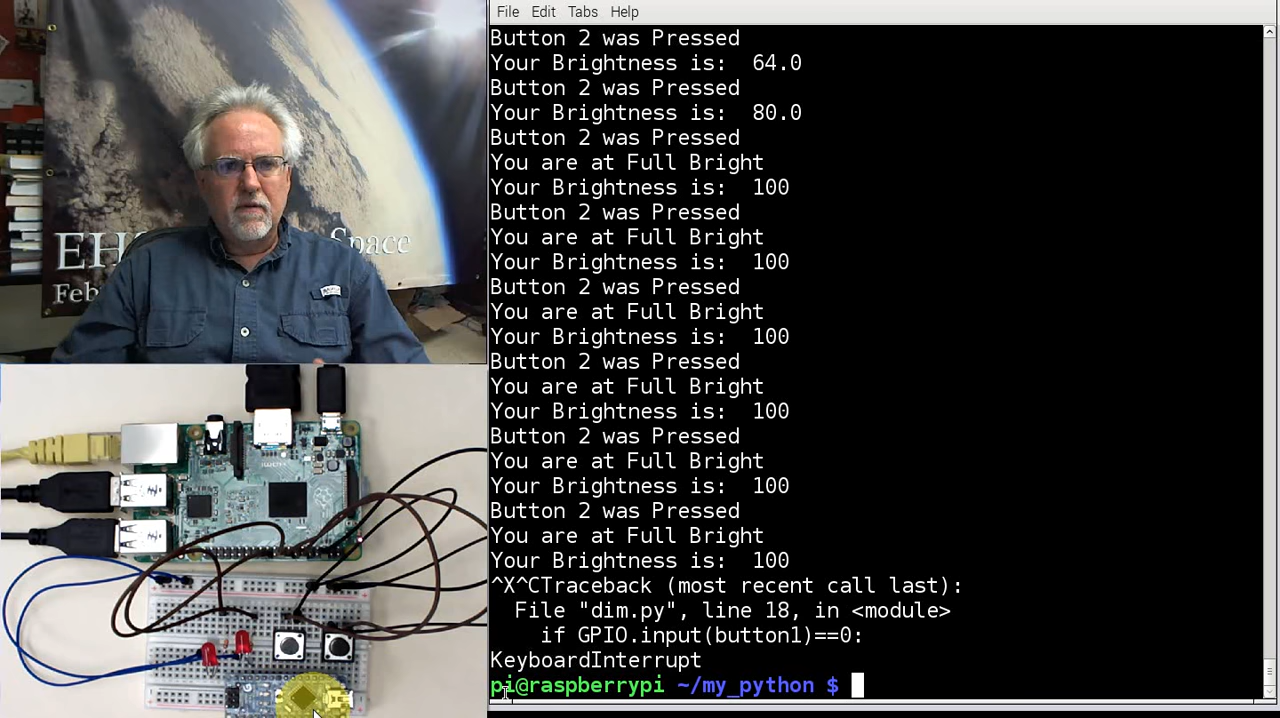 File Edit Tabs Help
Button 2 was Pressed
Your Brightness is:  64.0
Button 2 was Pressed
Your Brightness is:  80.0
Button 2 was Pressed
You are at Full Bright
Your Brightness is:  100
Button 2 was Pressed
You are at Full Bright
Your Brightness is:  100
Button 2 was Pressed
You are at Full Bright
Your Brightness is:  100
Button 2 was Pressed
You are at Full Bright
Your Brightness is:  100
Button 2 was Pressed
You are at Full Bright
Your Brightness is:  100
Button 2 was Pressed
You are at Full Bright
Your Brightness is:  100
^X^CTraceback (most recent call last):
  File "dim.py", line 18, in <module>
    if GPIO.input(button1)==0:
KeyboardInterrupt
pi@raspberrypi ~/my_python $
EH Space
Feb